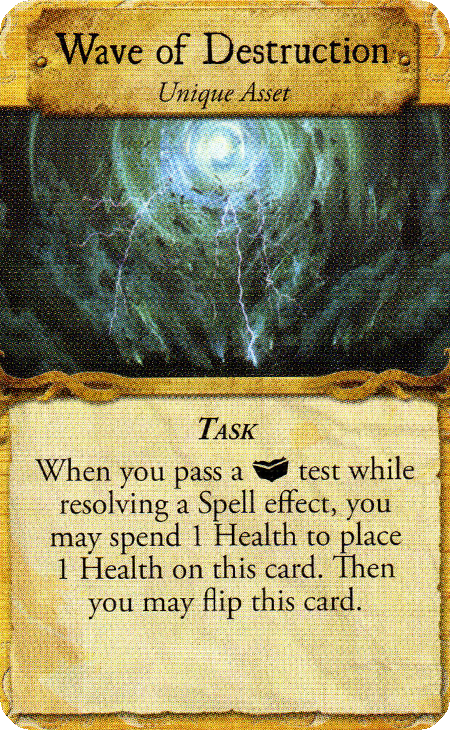 Wave of Destruction
Unique Asset
TASK
When you pass a test while
resolving a Spell effect, you
may spend 1 Health to place
1 Health on this card. Then
you may flip this card.